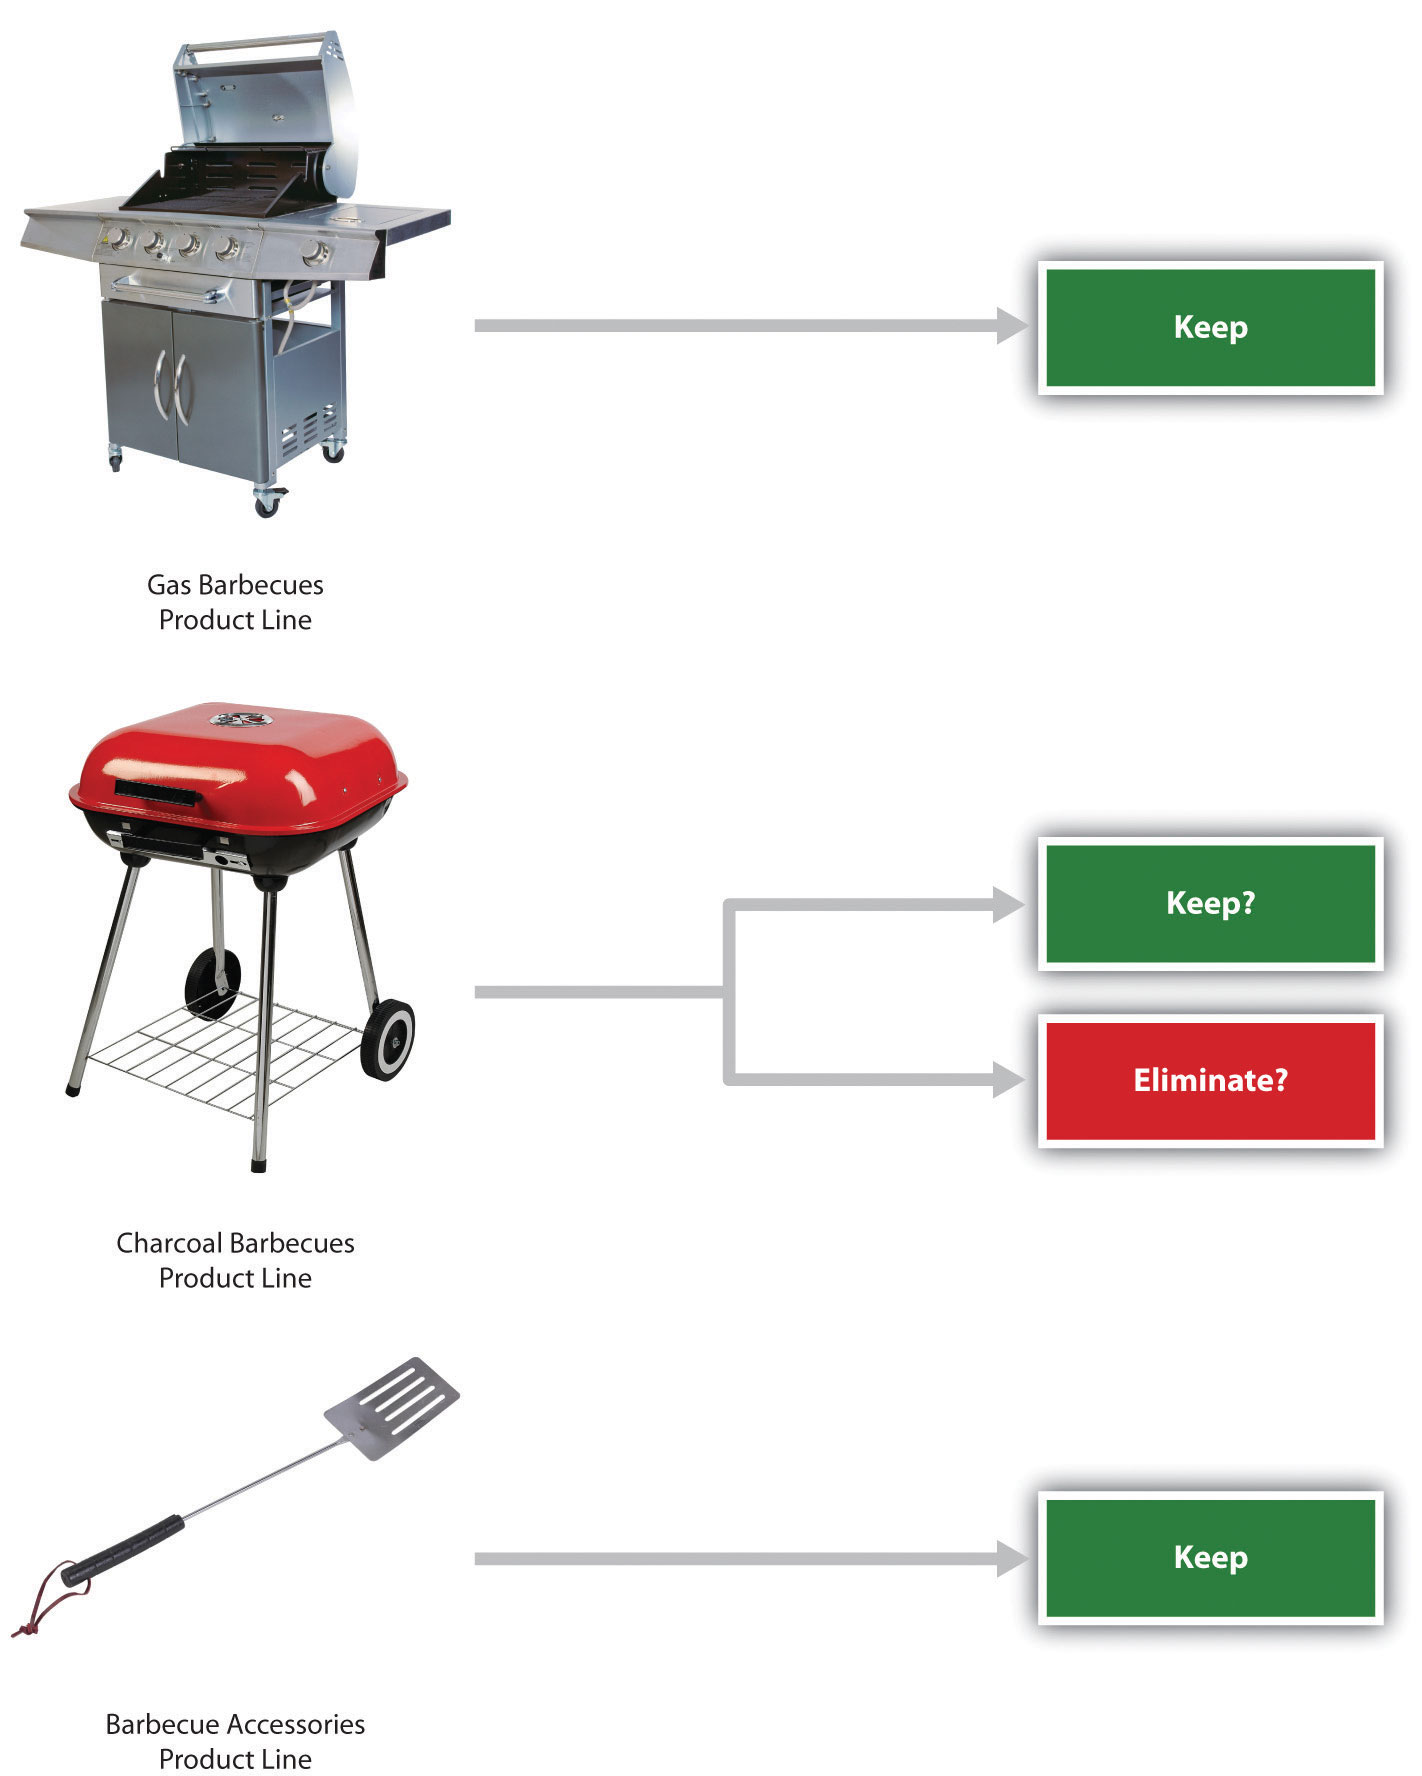 Keep
Gas Barbecues
Product Line
Keep?
Eliminate?
Charcoal Barbecues
Product Line
Keep
Barbecue Accessories
Product Line